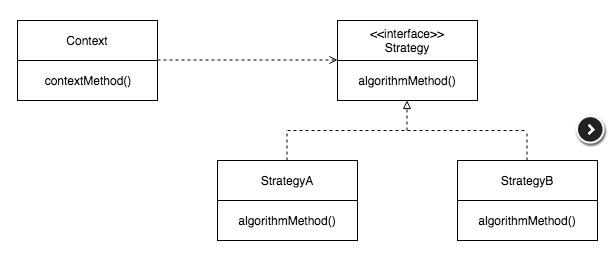 Context
contextMethod()
<<interface>>
Strategy
algorithmMethod()
StrategyA
algorithmMethod()
StrategyB
algorithmMethod()